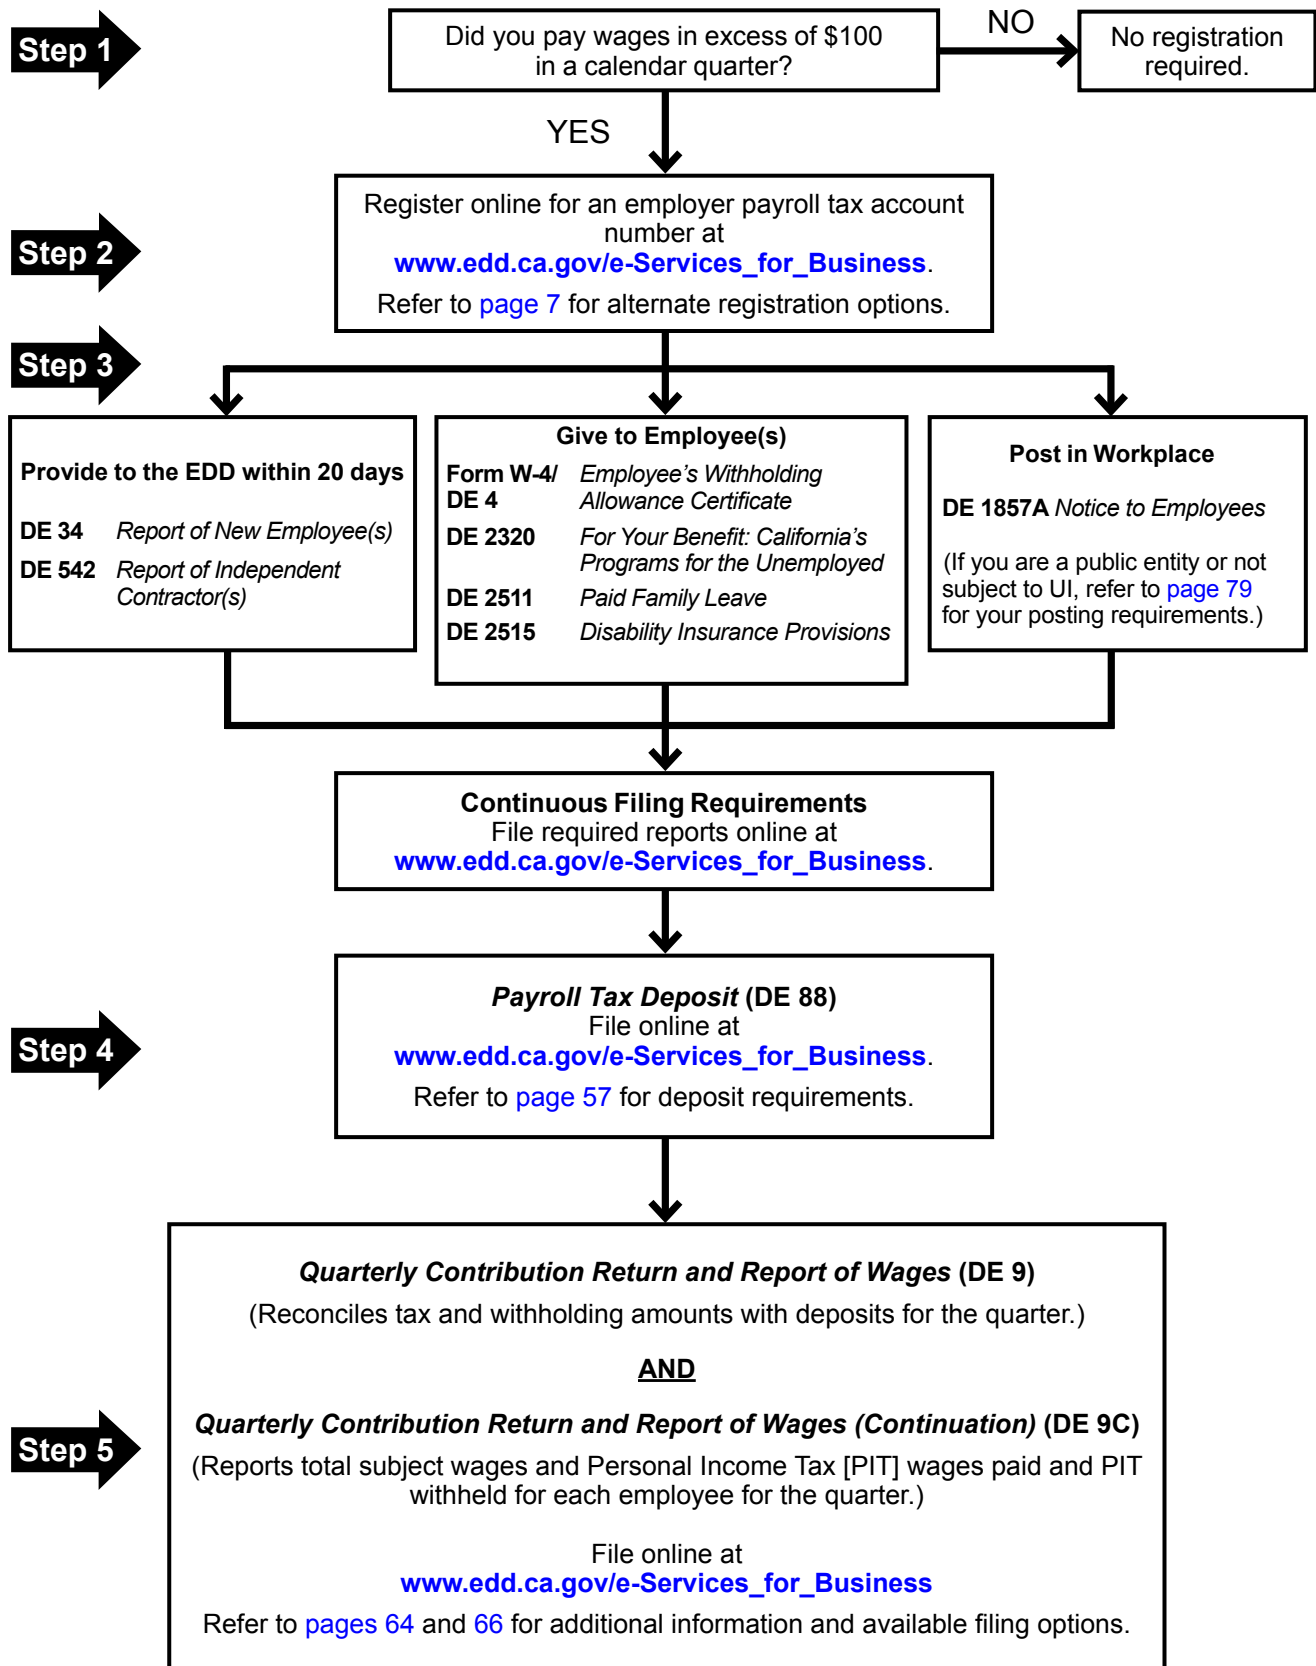 Step 1
Did you pay wages in excess of $100
in a calendar quarter?
NO
No registration
required.
YES
Step 2
Register online for an employer payroll tax account
number at
www.edd.ca.gov/e-Services_for_Business.
Refer to page 7 for alternate registration options.
Step 3
Provide to the EDD within 20 days
DE 34 Report of New Employee(s)
DE 542 Report of Independent
Contractor(s)
Give to Employee(s)
Form W-4/ Employee’s Withholding
DE 4 Allowance Certificate
DE 2320 For Your Benefit: California’s
Programs for the Unemployed
DE 2511 Paid Family Leave
DE 2515 Disability Insurance Provisions
Post in Workplace
DE 1857A Notice to Employees
(If you are a public entity or not
subject to UI, refer to page 79
for your posting requirements.)
Continuous Filing Requirements
File required reports online at
www.edd.ca.gov/e-Services_for_Business.
Step 4
Payroll Tax Deposit (DE 88)
File online at
www.edd.ca.gov/e-Services_for_Business.
Refer to page 57 for deposit requirements.
Step 5
Quarterly Contribution Return and Report of Wages (DE 9)
(Reconciles tax and withholding amounts with deposits for the quarter.)
AND
Quarterly Contribution Return and Report of Wages (Continuation) (DE 9C)
(Reports total subject wages and Personal Income Tax [PIT] wages paid and PIT
withheld for each employee for the quarter.)
File online at
www.edd.ca.gov/e-Services_for_Business
Refer to pages 64 and 66 for additional information and available filing options.